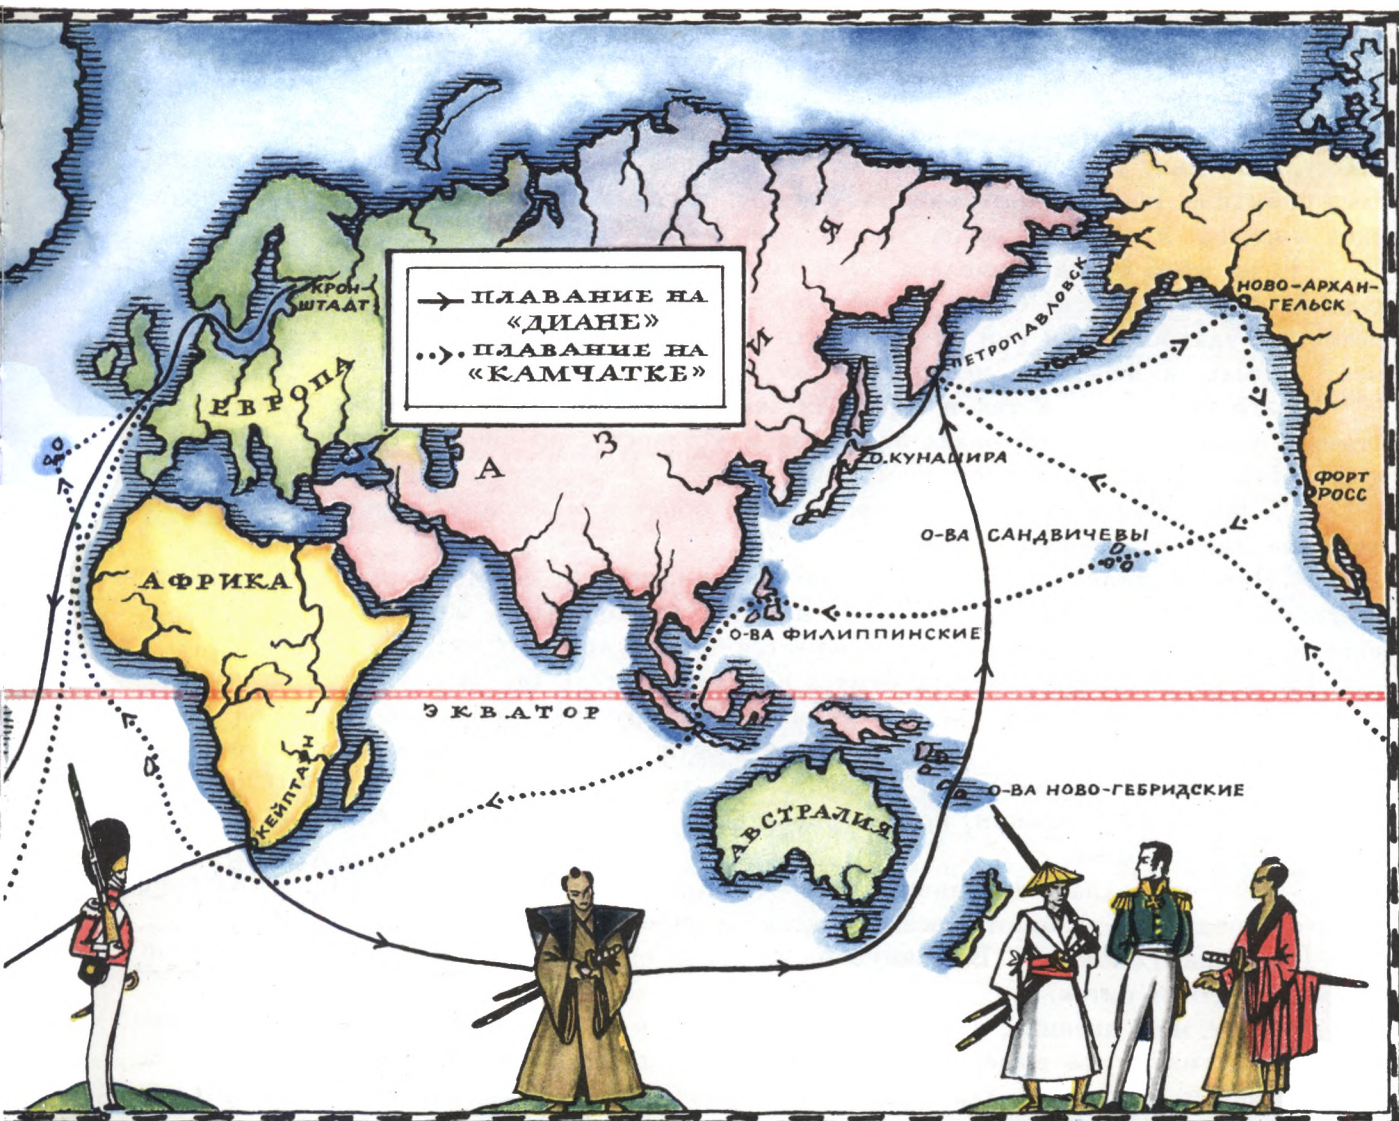 ПЛАВАНИЕ НА
«ДИАНЕ»
ПЛАВАНИЕ НА
«КАМЧАТКЕ»
КРОН-
ШТАДТ
ЕВРОПА
АЗИЯ
ПЕТРОПАВЛОВСК
НОВО-АРХАН-
ГЕЛЬСК
ФОРТ
РОСС
О.КУНАШИРА
О-ВА САНДВИЧЕВЫ
АФРИКА
О-ВА ФИЛИППИНСКИЕ
ЭКВАТОР
КЕЙПТАУН
АВСТРАЛИЯ
О-ВА НОВО-ГЕБРИДСКИЕ